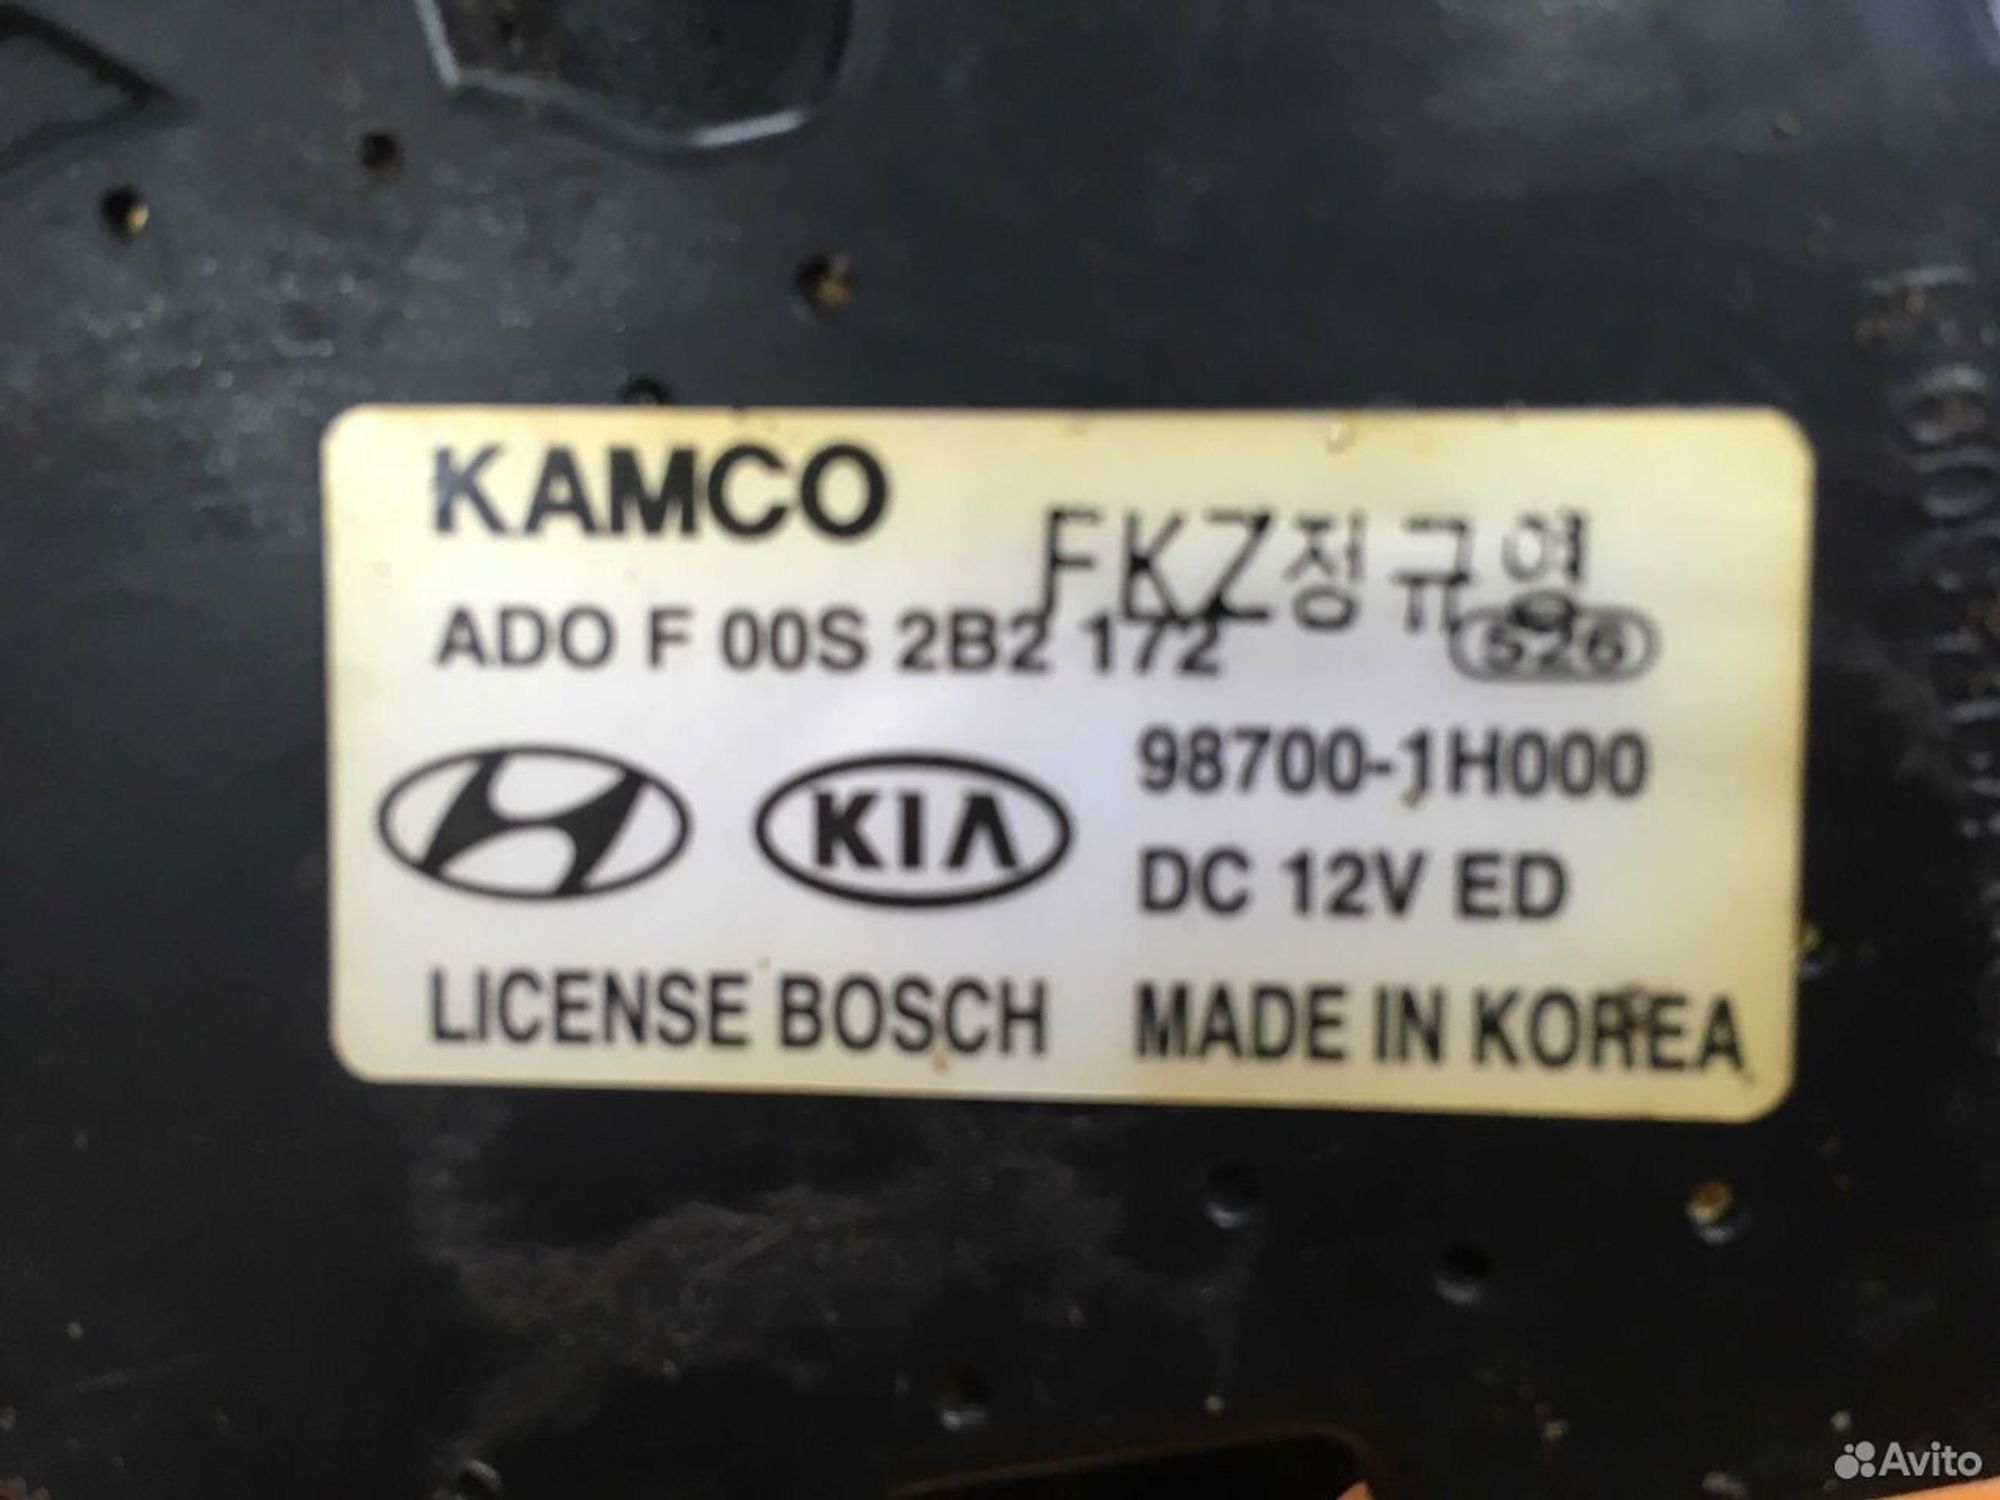 KAMCO
FKZ정규영
ADO F 00S 2B2 172
526
KIA
98700-1H000
DC 12V ED
LICENSE BOSCH MADE IN KOREA
Avito